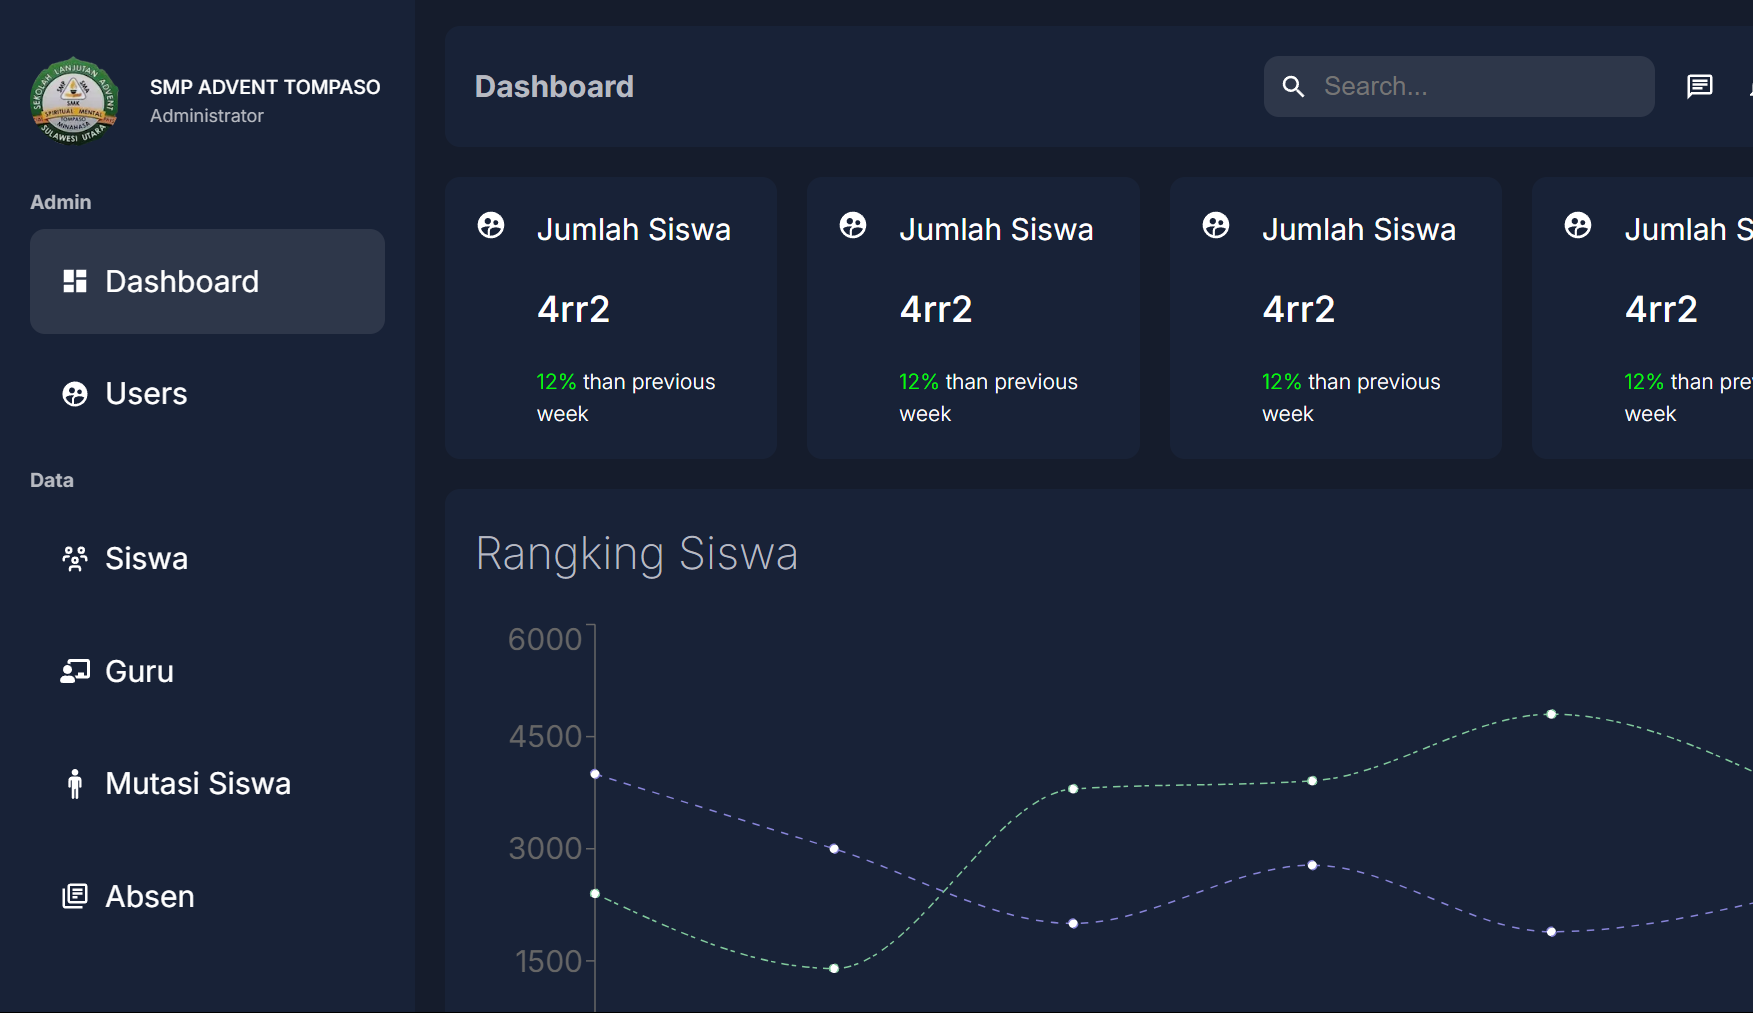 SEKOLAH LANJUTAN ADVENT
SMP SMA
SMK
SPIRITUAL MENTAL
TOMPASO
MINAHASA
SULAWESI UTARA
SMP ADVENT TOMPASO
Administrator
Admin
Dashboard
Users
Data
Siswa
Guru
Mutasi Siswa
Absen
Dashboard
Search...
Jumlah Siswa
4rr2
12% than previous
week
Jumlah Siswa
4rr2
12% than previous
week
Jumlah Siswa
4rr2
12% than previous
week
Jumlah S
4rr2
12% than pre
week
Rangking Siswa
6000
4500
3000
1500